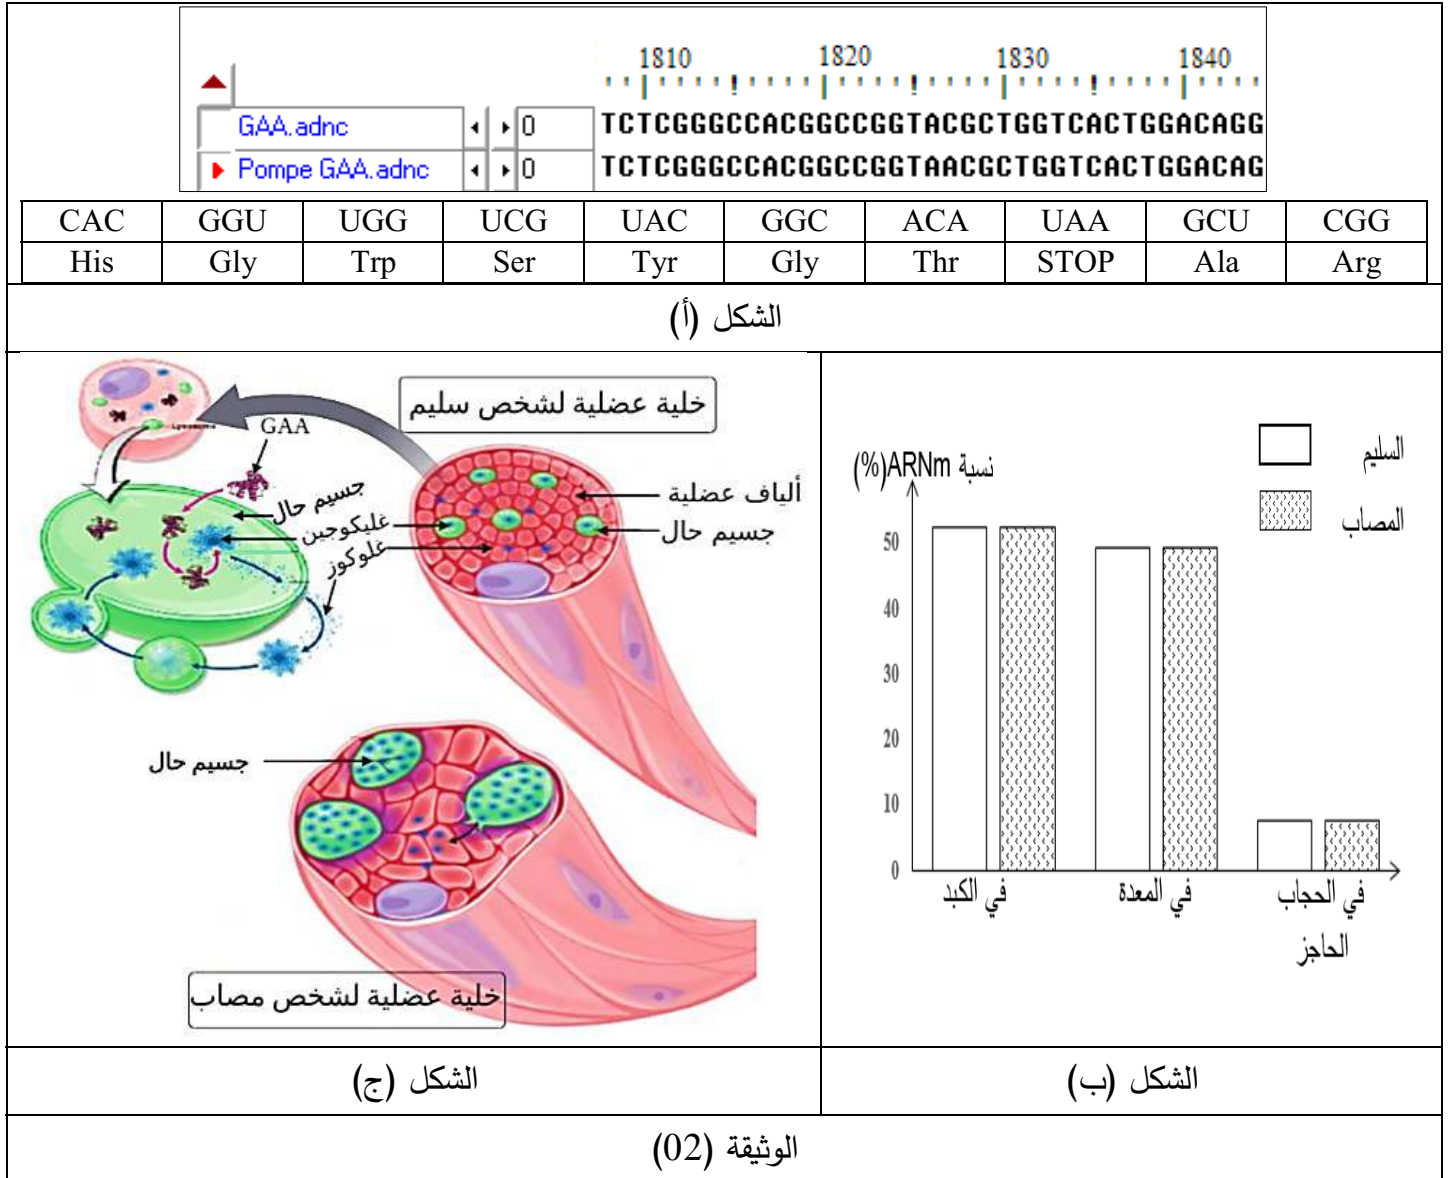 1810 1820 1830 1840
GAA.adnc 0 TCTCGGGCCACGGCCGGTACGCTGGTCACTGGACAGG
Pompe GAA.adnc 0 TCTCGGGCCACGGCCGGTAACGCTGGTCACTGGACAG
CAC GGU UGG UCG UAC GGC ACA UAA GCU CGG
His Gly Trp Ser Tyr Gly Thr STOP Ala Arg
الشكل (أ)
خلية عضلية لشخص سليم
Lysosome
GAA
جسيم حال
غليكوجين
غلوكوز
ألياف عضلية
جسيم حال
جسيم حال
خلية عضلية لشخص مصاب
السليم
المصاب
نسبة ARNm(%)
50
40
30
20
10
0
في الكبد
في المعدة
في الحجاب
الحاجز
الشكل (ج)
الشكل (ب)
الوثيقة (02)